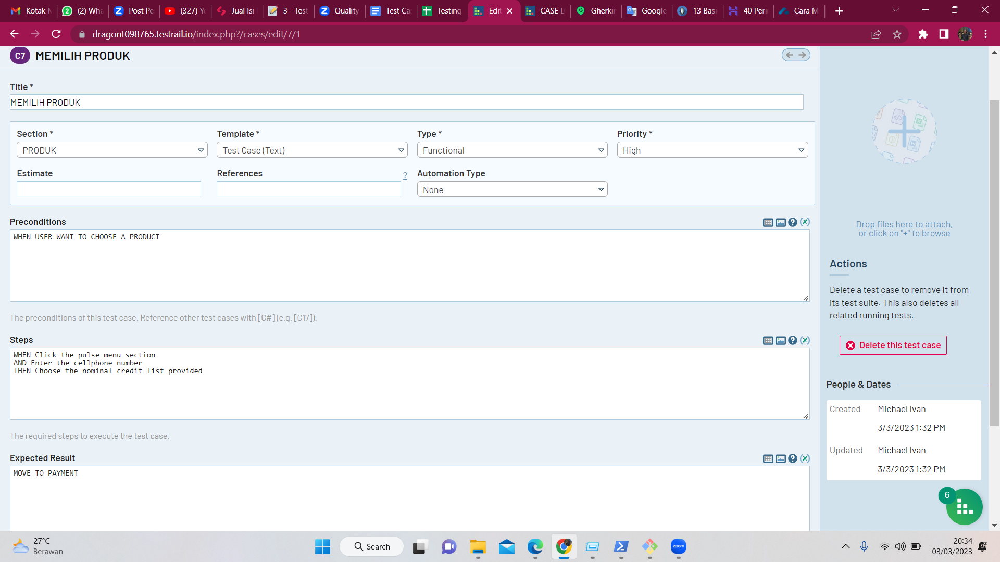 Kotak
(2) Wha
Post Pe
(327) Yo
Jual Isi
3 - Test
Quality
Test Ca
Testing
Edit
CASE L
Gherkin
Google
13 Basi
40 Peri
Cara M
dragont098765.testrail.io/index.php?/cases/edit/7/1
C7 MEMILIH PRODUK
Title *
MEMILIH PRODUK
Section * Template * Type * Priority *
PRODUK Test Case (Text) Functional High
Estimate References ? Automation Type
None
Preconditions
WHEN USER WANT TO CHOOSE A PRODUCT
The preconditions of this test case. Reference other test cases with [C#] (e.g. [C17]).
Steps
WHEN Click the pulse menu section
AND Enter the cellphone number
THEN Choose the nominal credit list provided
The required steps to execute the test case.
Expected Result
MOVE TO PAYMENT
Drop files here to attach,
or click on "+" to browse
Actions
Delete a test case to remove it from
its test suite. This also deletes all
related running tests.
Delete this test case
People & Dates
Created Michael Ivan
3/3/2023 1:32 PM
Updated Michael Ivan
3/3/2023 1:32 PM
6
27°C
Berawan
Search
zoom
20:34
03/03/2023